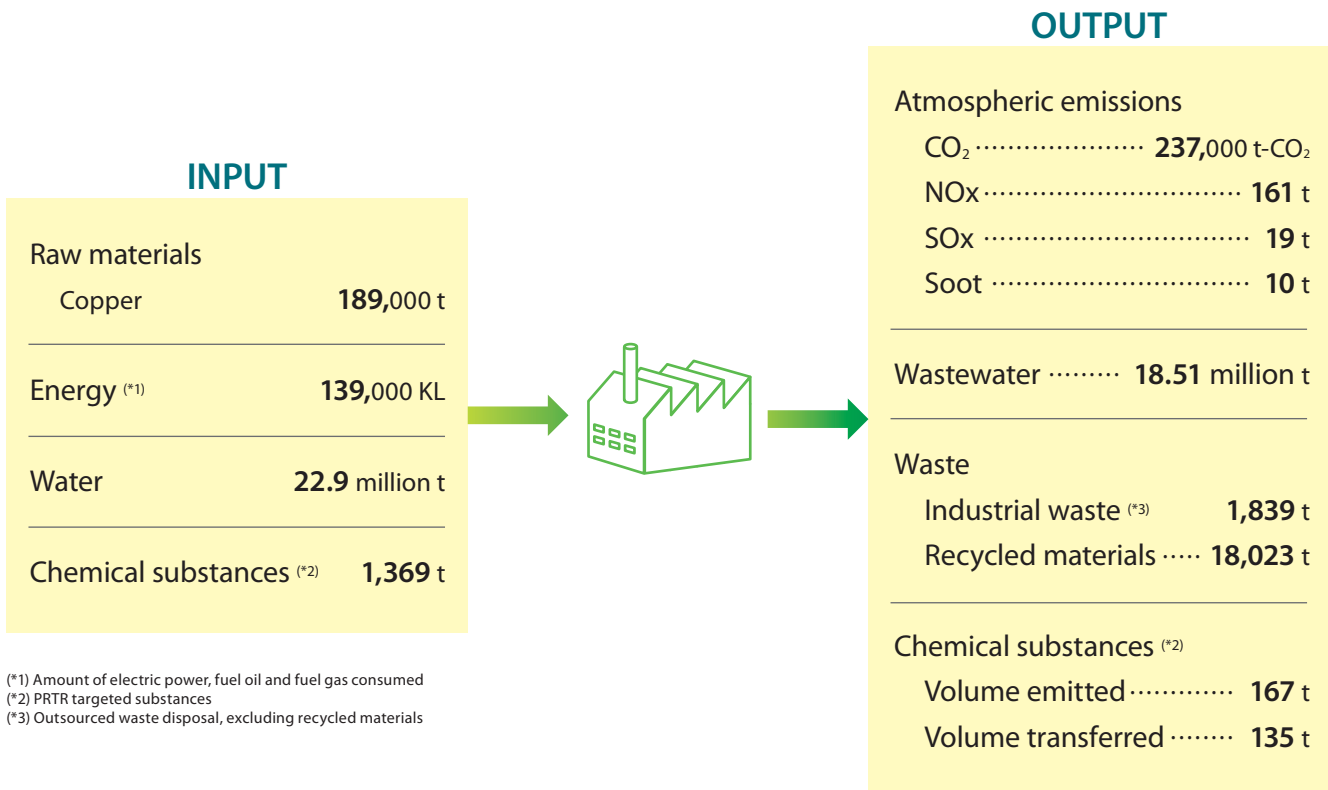 INPUT
Raw materials
Copper 189,000 t
Energy (*1) 139,000 KL
Water 22.9 million t
Chemical substances (*2) 1,369 t
(*1) Amount of electric power, fuel oil and fuel gas consumed
(*2) PRTR targeted substances
(*3) Outsourced waste disposal, excluding recycled materials
OUTPUT
Atmospheric emissions
CO₂ ····················· 237,000 t-CO₂
NOx ································ 161 t
SOx ································· 19 t
Soot ································ 10 t
Wastewater ········· 18.51 million t
Waste
Industrial waste (*3) 1,839 t
Recycled materials ····· 18,023 t
Chemical substances (*2)
Volume emitted ············· 167 t
Volume transferred ········ 135 t